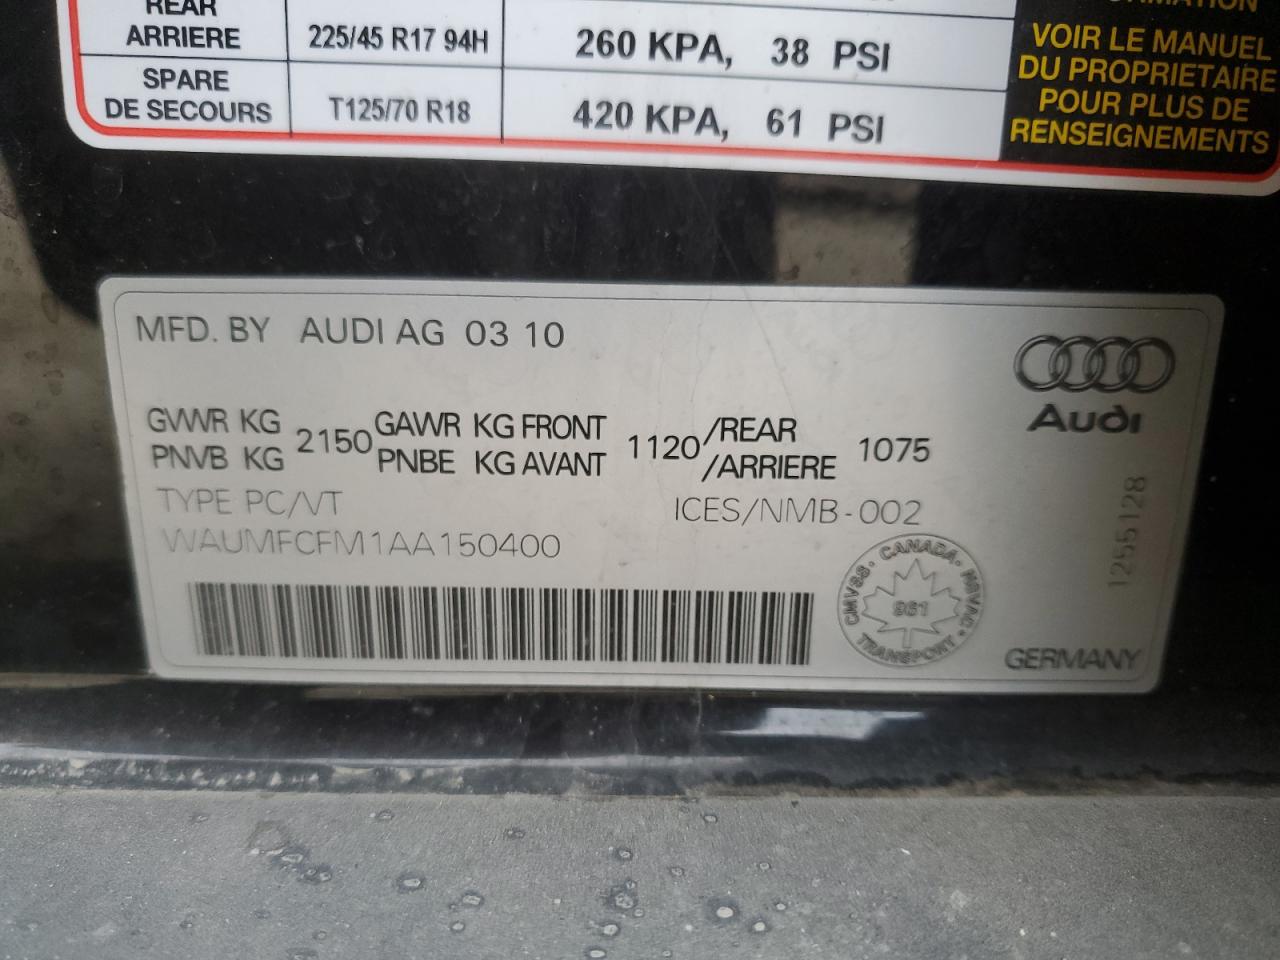 REAR
ARRIERE 225/45 R17 94H 260 KPA, 38 PSI
SPARE
DE SECOURS T125/70 R18 420 KPA, 61 PSI
VOIR LE MANUEL
DU PROPRIETAIRE
POUR PLUS DE
RENSEIGNEMENTS
MFD. BY AUDI AG 03 10
GVWR KG 2150 GAWR KG FRONT 1120 /REAR 1075
PNVB KG PNBE KG AVANT /ARRIERE
TYPE PC/VT ICES/NMB-002
WAUMFCFM1AA150400
Audi
1255128
CMVSS · CANADA · NSVAC · TRANSPORT ·
961
GERMANY